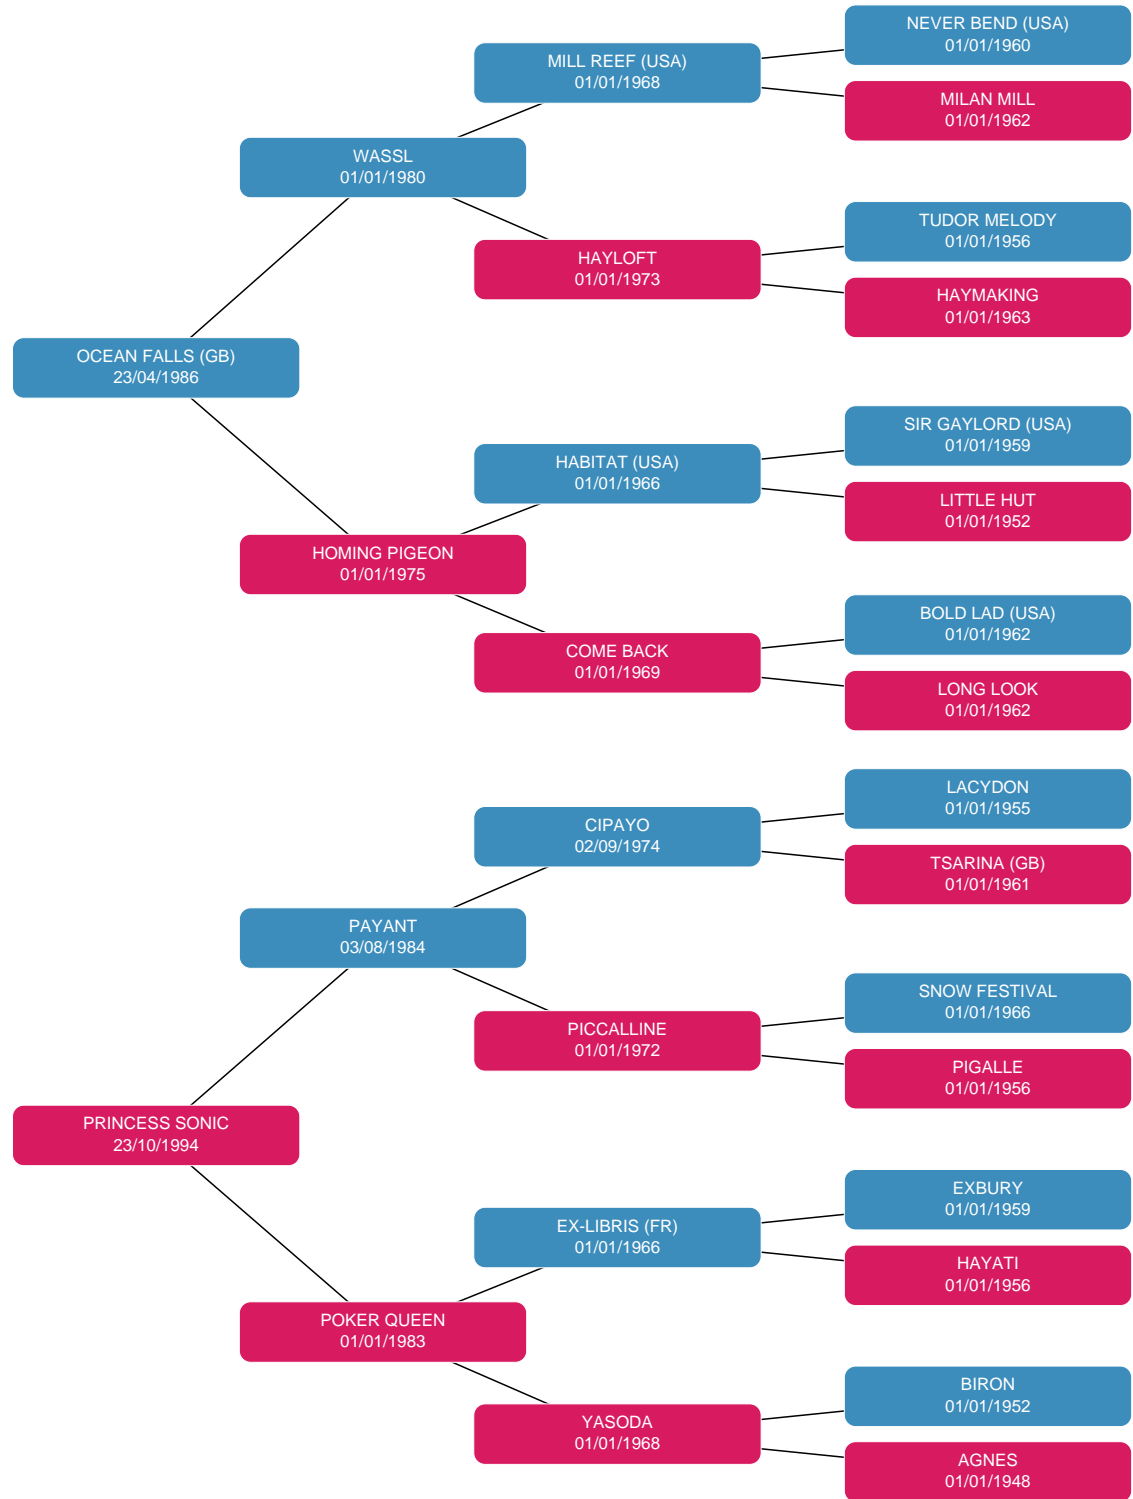 NEVER BEND (USA)
01/01/1960
MILL REEF (USA)
01/01/1968
MILAN MILL
01/01/1962
WASSL
01/01/1980
TUDOR MELODY
01/01/1956
HAYLOFT
01/01/1973
HAYMAKING
01/01/1963
OCEAN FALLS (GB)
23/04/1986
SIR GAYLORD (USA)
01/01/1959
HABITAT (USA)
01/01/1966
LITTLE HUT
01/01/1952
HOMING PIGEON
01/01/1975
BOLD LAD (USA)
01/01/1962
COME BACK
01/01/1969
LONG LOOK
01/01/1962
LACYDON
01/01/1955
CIPAYO
02/09/1974
TSARINA (GB)
01/01/1961
PAYANT
03/08/1984
SNOW FESTIVAL
01/01/1966
PICCALLINE
01/01/1972
PIGALLE
01/01/1956
PRINCESS SONIC
23/10/1994
EXBURY
01/01/1959
EX-LIBRIS (FR)
01/01/1966
HAYATI
01/01/1956
POKER QUEEN
01/01/1983
BIRON
01/01/1952
YASODA
01/01/1968
AGNES
01/01/1948